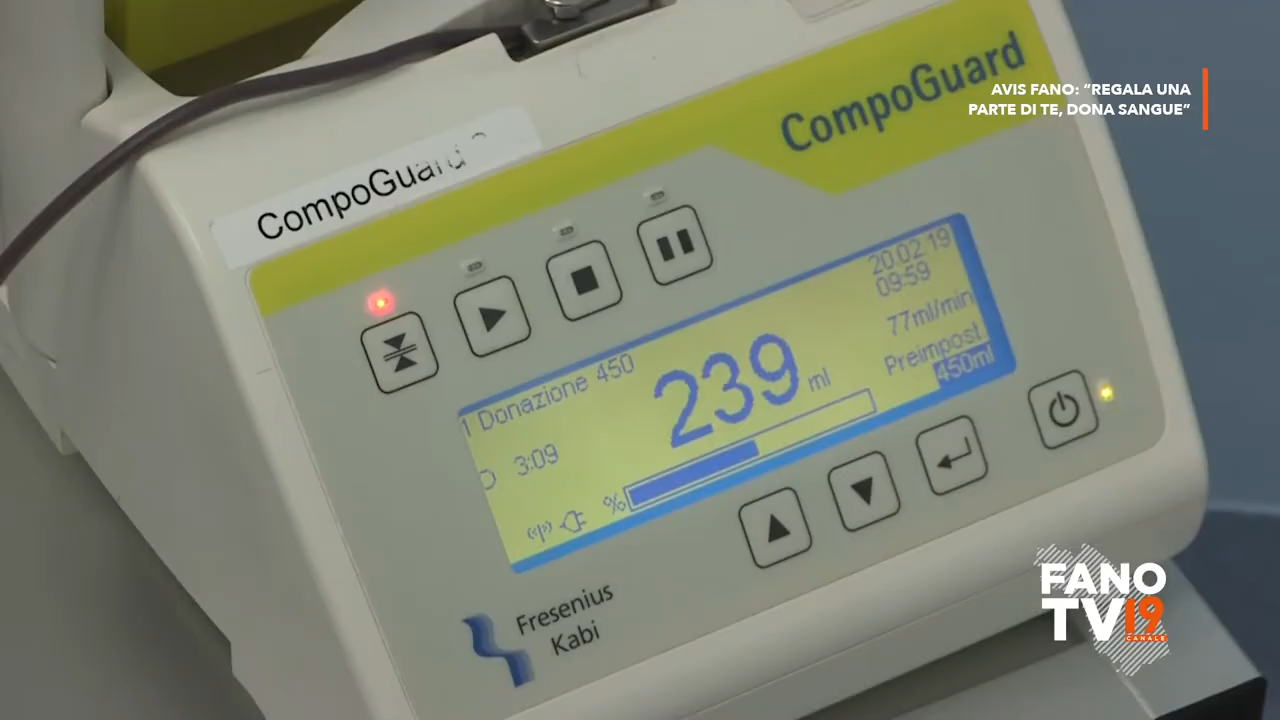 AVIS FANO: “REGALA UNA
PARTE DI TE, DONA SANGUE”
CompoGuard
CompoGuard
20 02 19
09:59
77ml/min
Preimpost.
450ml
1 Donazione 450
239 ml
3:09
%
Fresenius
Kabi
FANO
TV19
CANALE